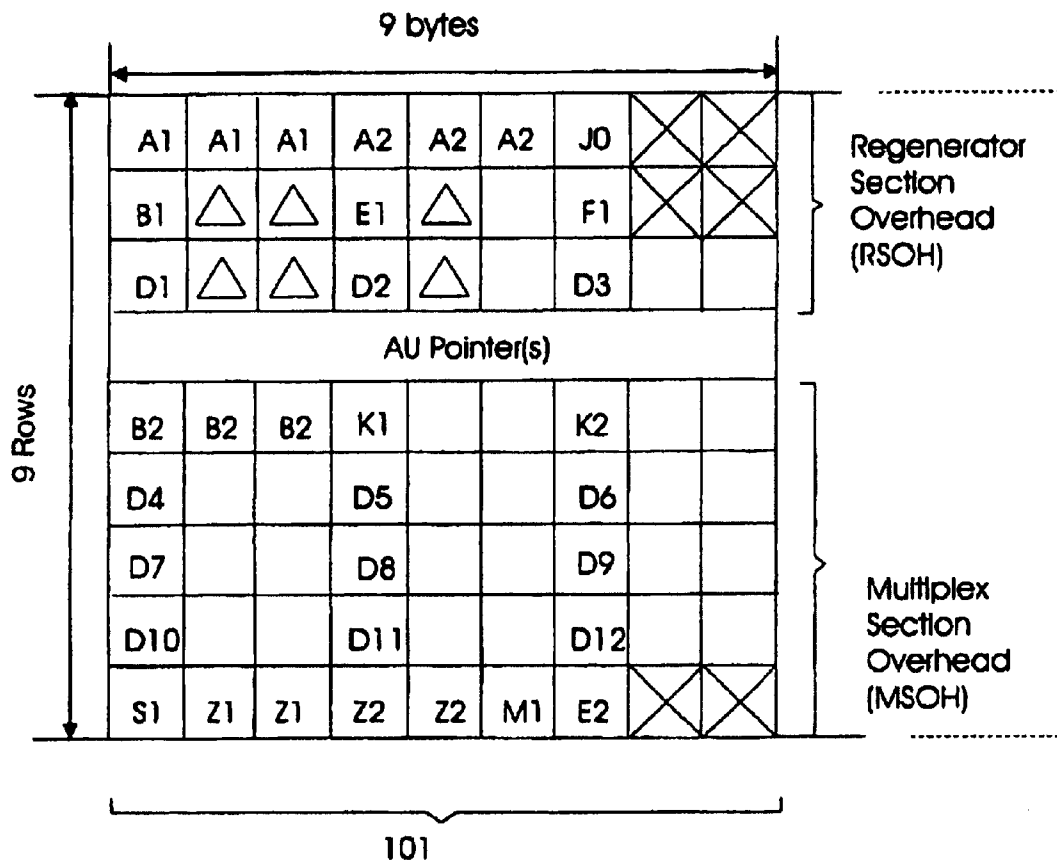 9 bytes
A1 A1 A1 A2 A2 A2 J0
B1 E1 F1
D1 D2 D3
Regenerator
Section
Overhead
(RSOH)
AU Pointer(s)
9 Rows
B2 B2 B2 K1 K2
D4 D5 D6
D7 D8 D9
D10 D11 D12
S1 Z1 Z1 Z2 Z2 M1 E2
Multiplex
Section
Overhead
(MSOH)
101